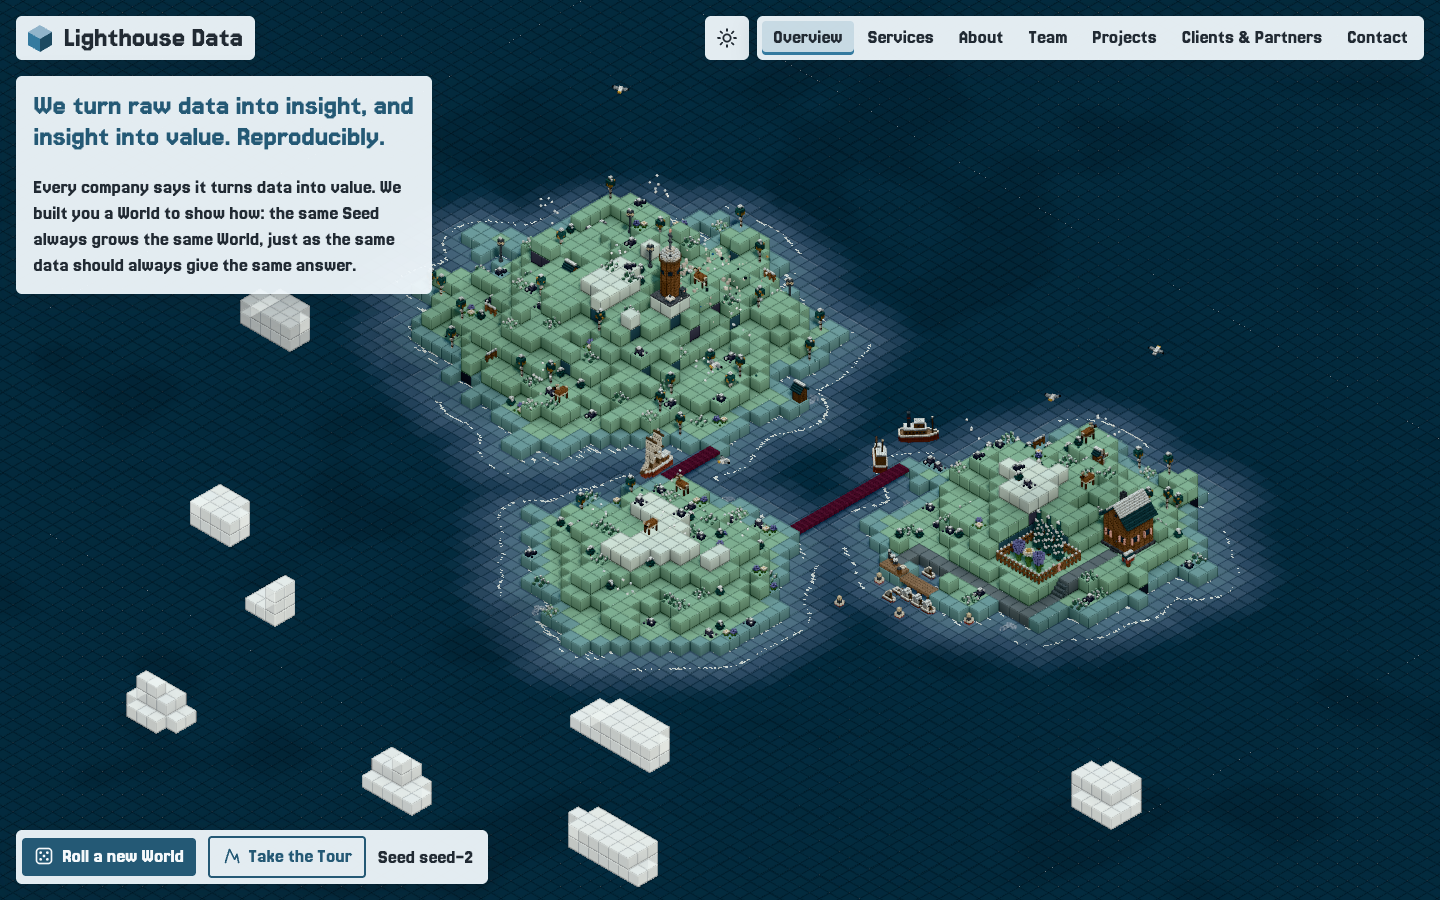 Lighthouse Data
Overview
Services
About
Team
Projects
Clients & Partners
Contact
We turn raw data into insight, and
insight into value. Reproducibly.
Every company says it turns data into value. We
built you a World to show how: the same Seed
always grows the same World, just as the same
data should always give the same answer.
Roll a new World
Take the Tour
Seed seed-2